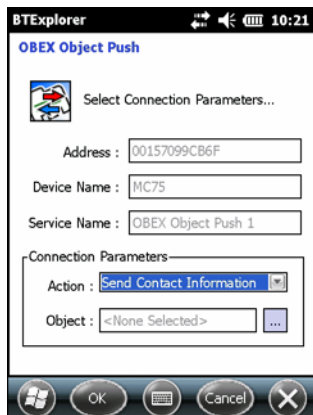 BTExplorer 10:21
OBEX Object Push
Select Connection Parameters...
Address : 00157099CB6F
Device Name : MC75
Service Name : OBEX Object Push 1
Connection Parameters
Action : Send Contact Information
Object : <None Selected> ...
OK Cancel